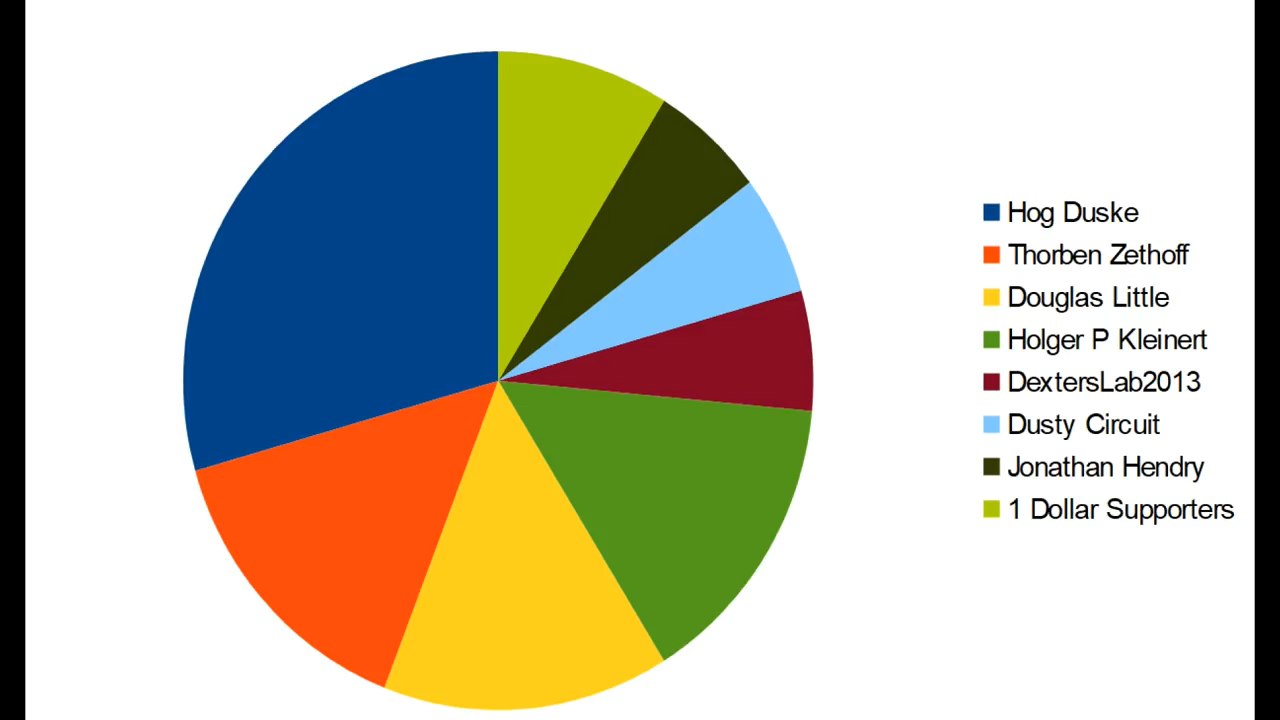 Hog Duske
Thorben Zethoff
Douglas Little
Holger P Kleinert
DextersLab2013
Dusty Circuit
Jonathan Hendry
1 Dollar Supporters